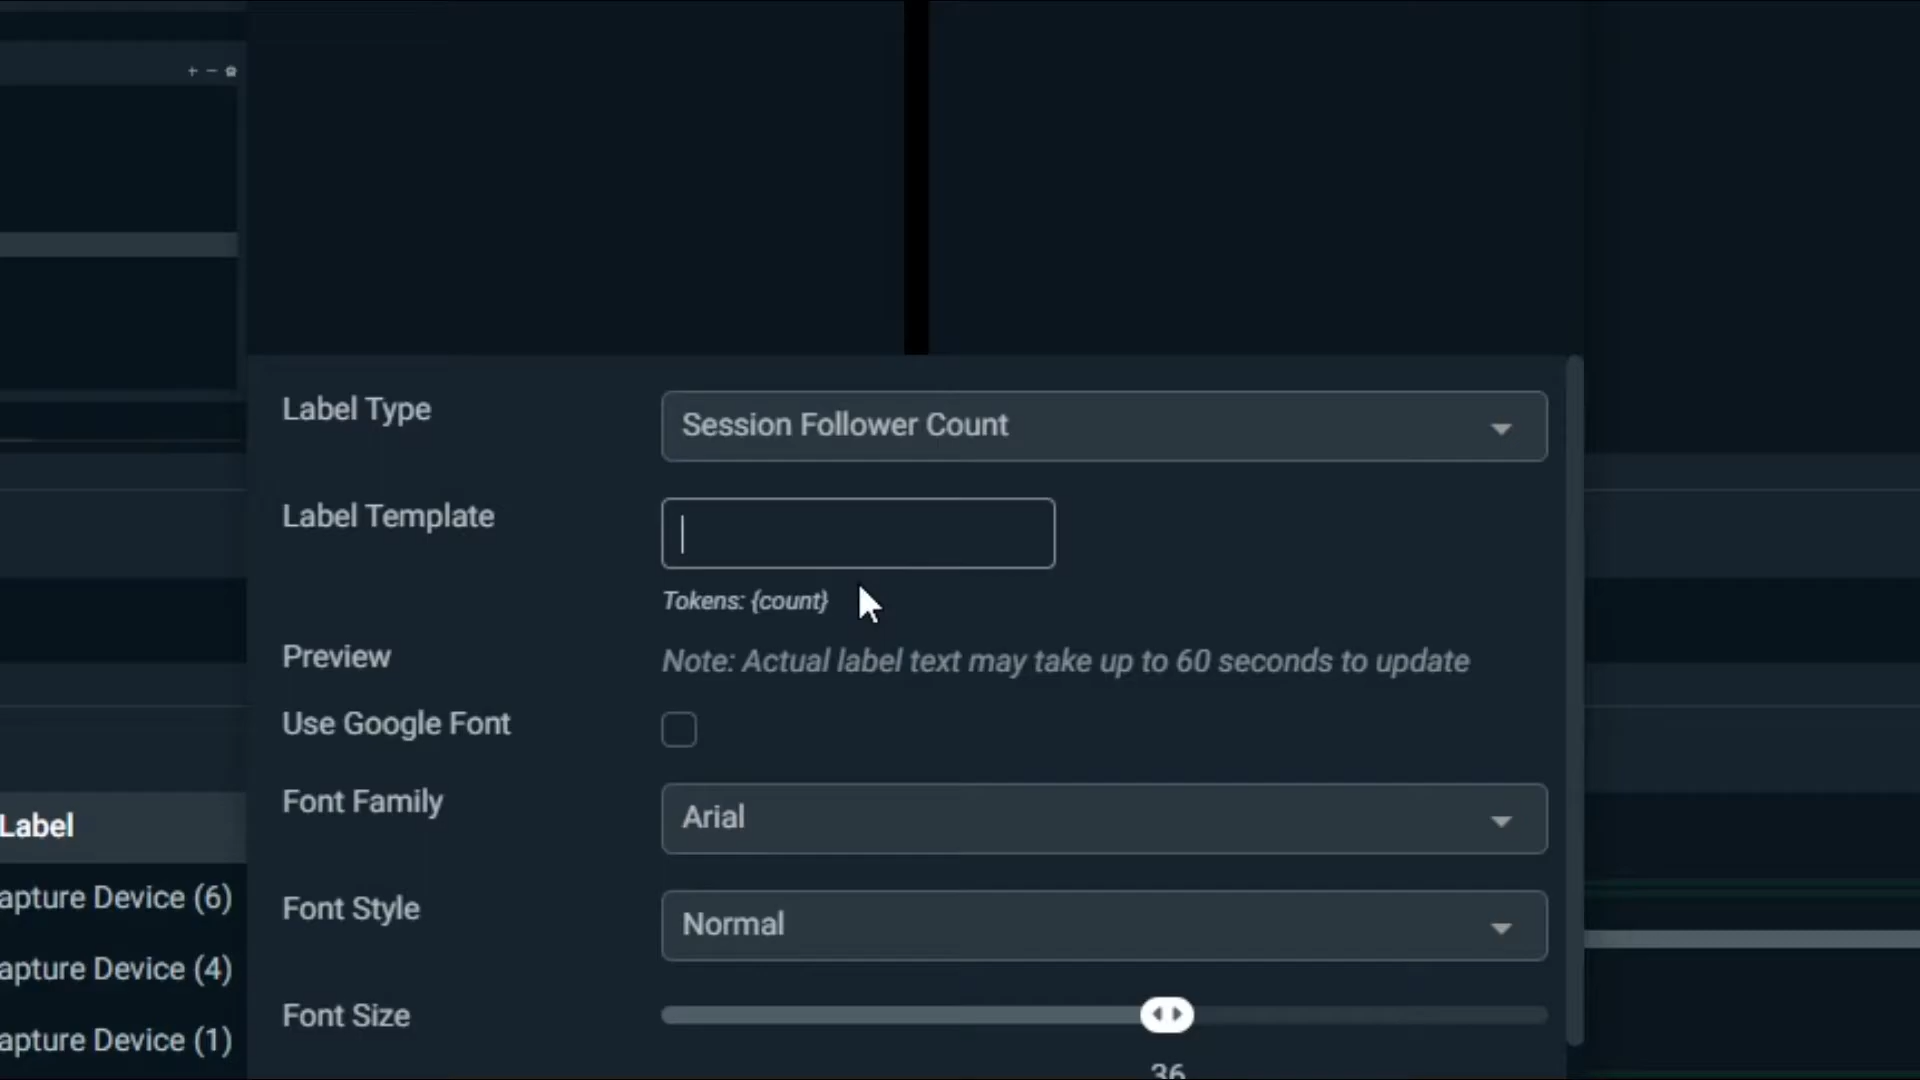 Label Type
Session Follower Count
Label Template
Tokens: {count}
Preview
Note: Actual label text may take up to 60 seconds to update
Use Google Font
Font Family
Arial
Font Style
Normal
Font Size
36
Label
apture Device (6)
apture Device (4)
apture Device (1)